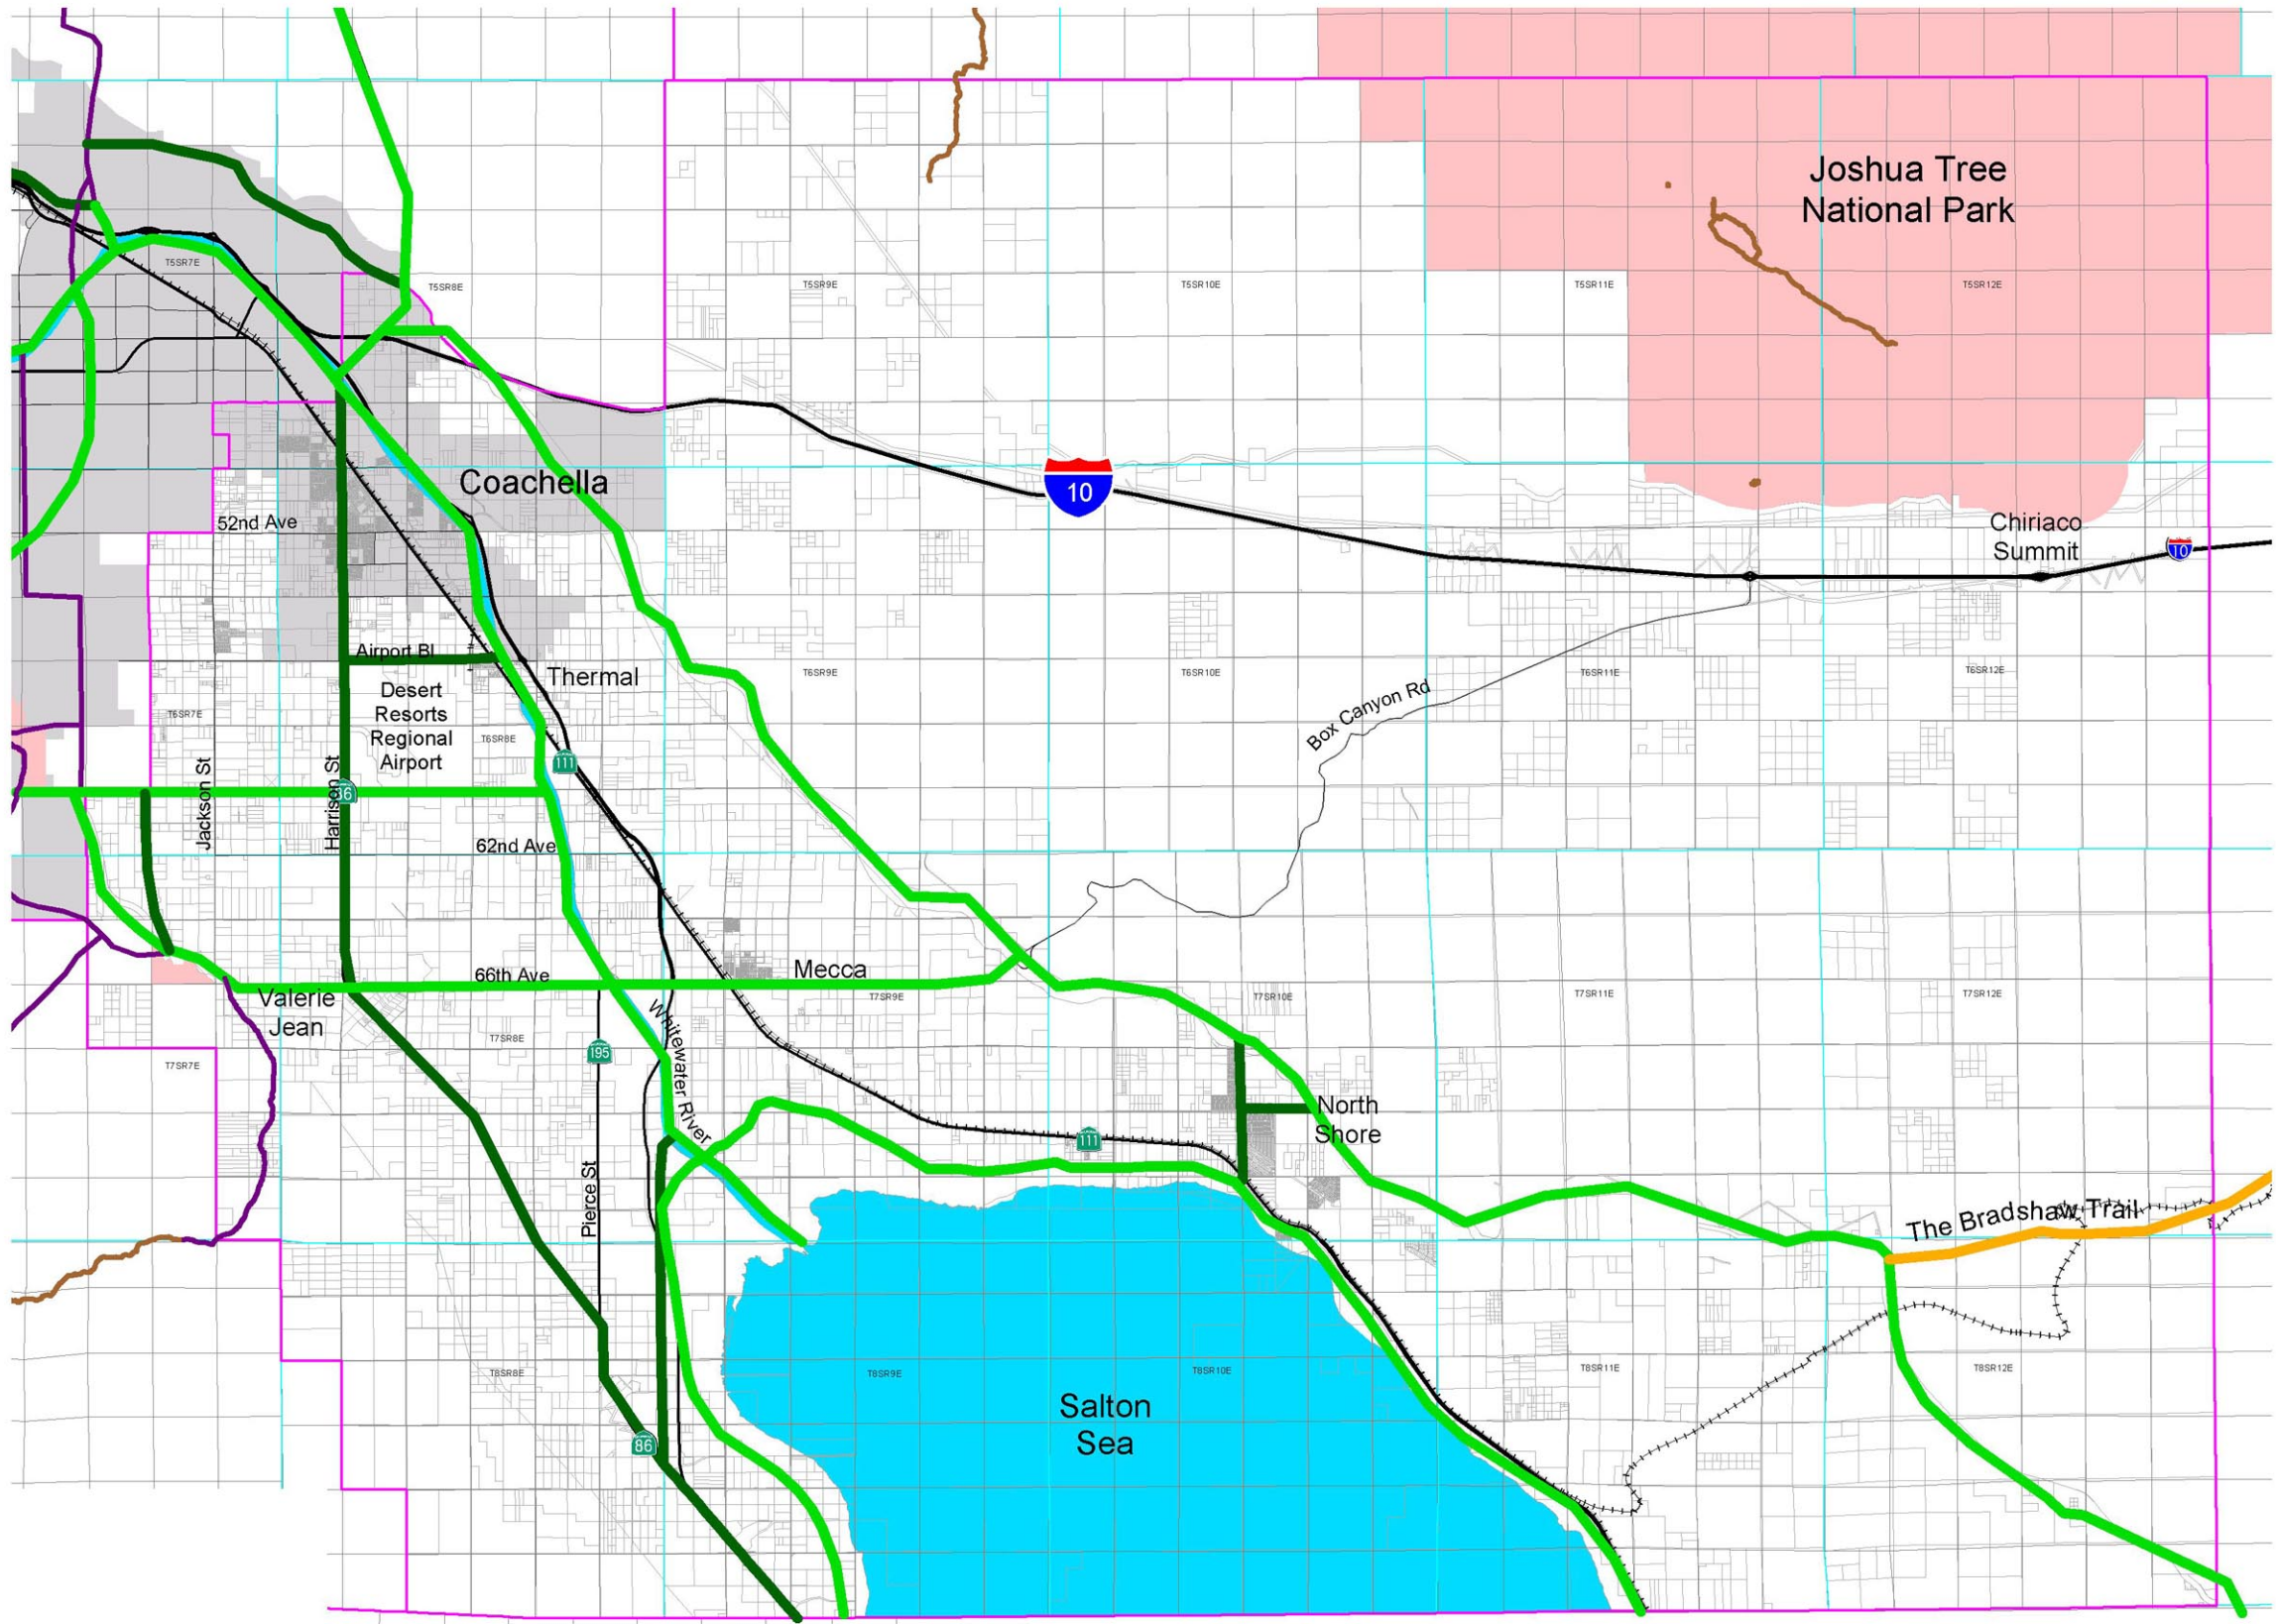 Joshua Tree
National Park
T5SR7E
T5SR8E
T5SR9E
T5SR10E
T5SR11E
T5SR12E
Coachella
10
52nd Ave
Chiriaco
Summit
10
Airport Bl
Thermal
Desert
Resorts
Regional
Airport
T6SR7E
T6SR8E
T6SR9E
T6SR10E
T6SR11E
T6SR12E
Box Canyon Rd
111
Jackson St
Harrison St
86
62nd Ave
66th Ave
Mecca
Valerie
Jean
T7SR9E
T7SR10E
T7SR11E
T7SR12E
Whitewater River
T7SR8E
195
T7SR7E
North
Shore
111
Pierce St
The Bradshaw Trail
T8SR8E
T8SR9E
T8SR10E
T8SR11E
T8SR12E
Salton
Sea
86